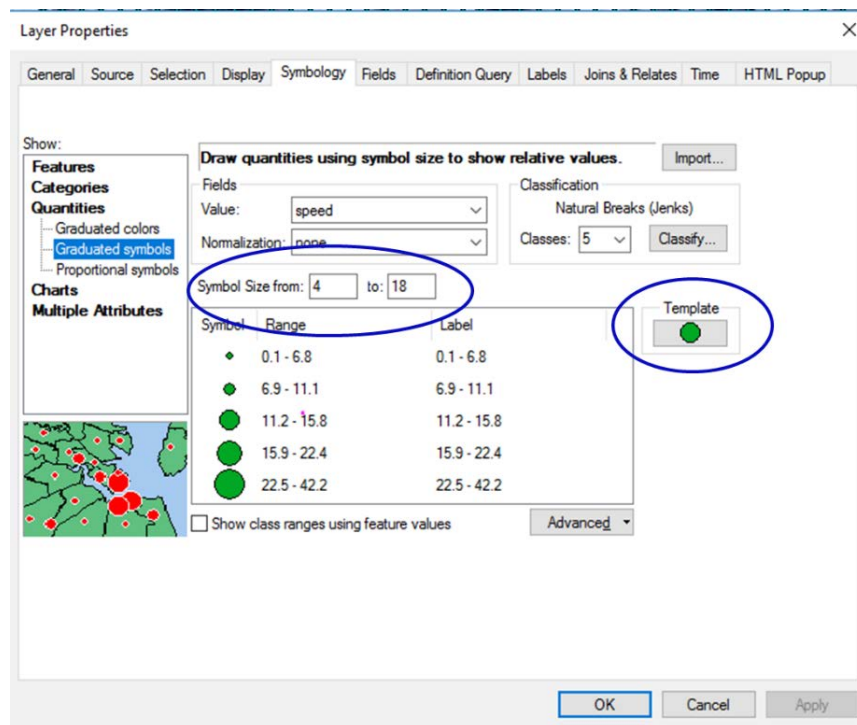 Layer Properties
General Source Selection Display Symbology Fields Definition Query Labels Joins & Relates Time HTML Popup
Show:
Features
Categories
Quantities
Graduated colors
Graduated symbols
Proportional symbols
Charts
Multiple Attributes
Draw quantities using symbol size to show relative values.
Import...
Fields
Value: speed
Normalization: none
Classification
Natural Breaks (Jenks)
Classes: 5 Classify...
Symbol Size from: 4 to: 18
Template
Symbol Range Label
0.1 - 6.8 0.1 - 6.8
6.9 - 11.1 6.9 - 11.1
11.2 - 15.8 11.2 - 15.8
15.9 - 22.4 15.9 - 22.4
22.5 - 42.2 22.5 - 42.2
Show class ranges using feature values
Advanced
OK Cancel Apply